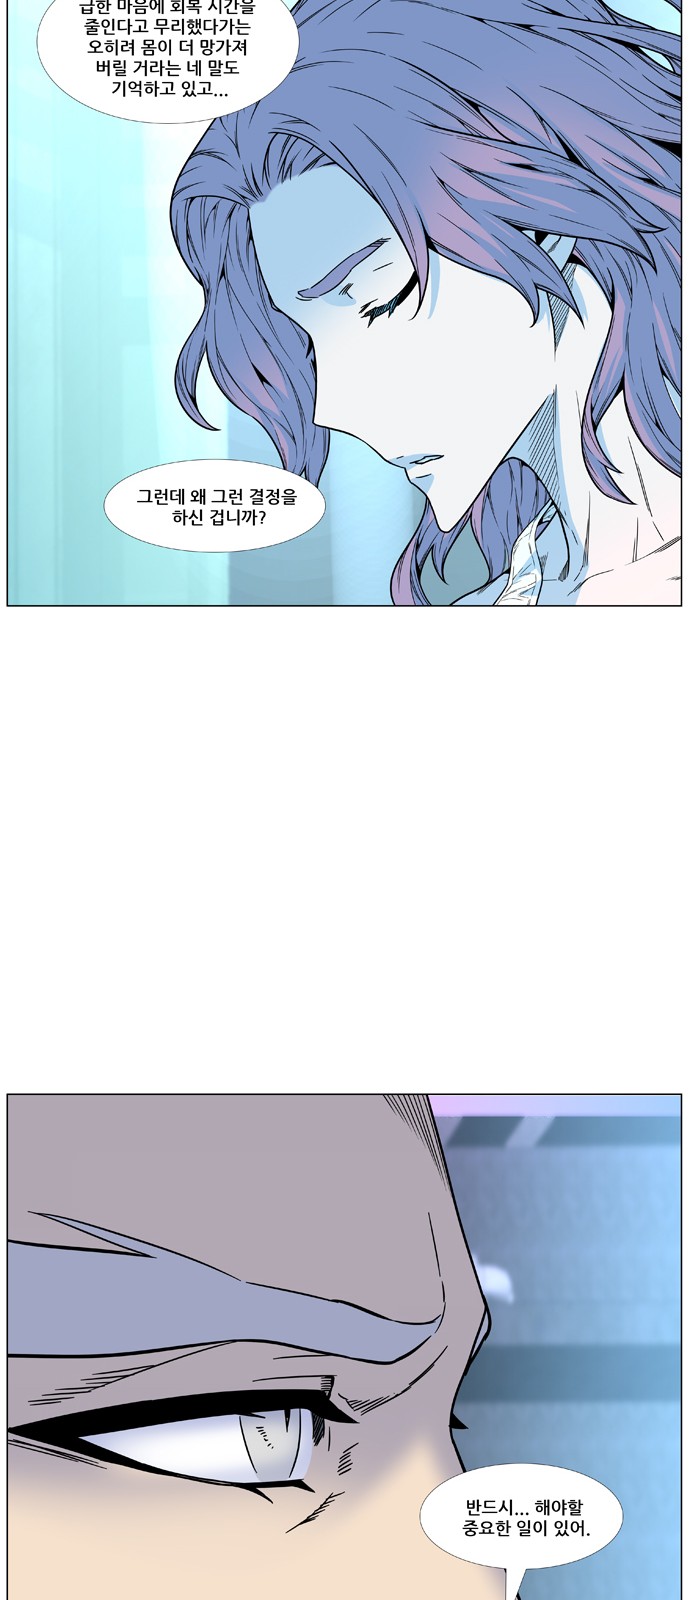 급한 마음에 회복 시간을
줄인다고 무리했다가는
오히려 몸이 더 망가져
버릴 거라는 네 말도
기억하고 있고...
그런데 왜 그런 결정을
하신 겁니까?
반드시... 해야할
중요한 일이 있어.